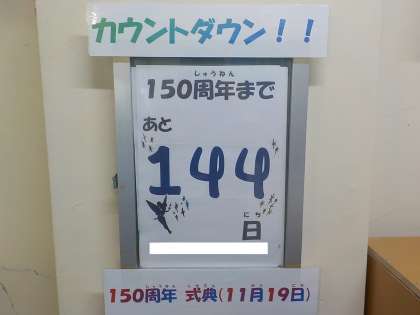 カウントダウン！！
しゅうねん
150周年まで
あと
144
にち
日
150周年 式典(11月19日)